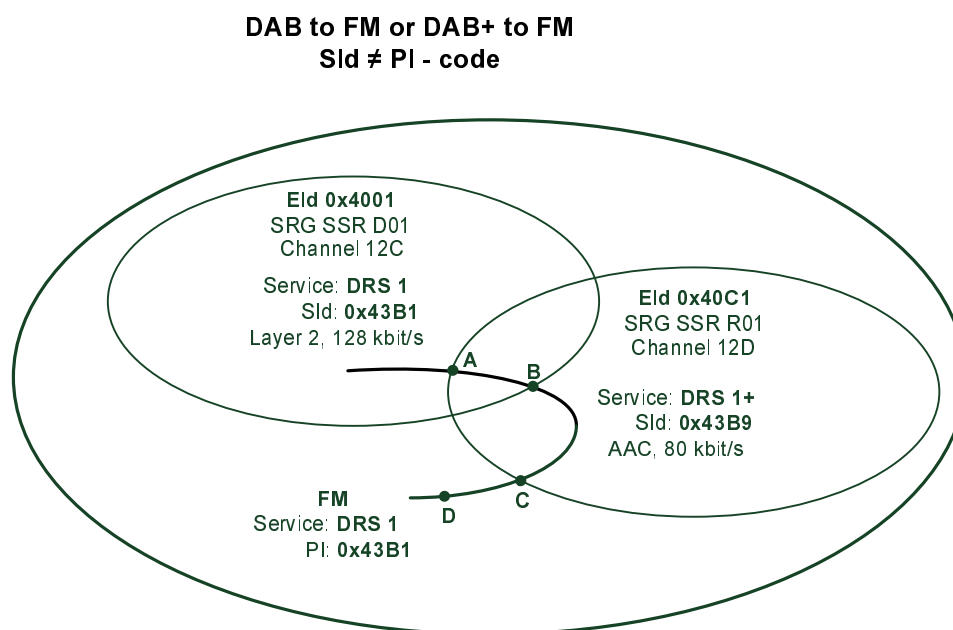 DAB to FM or DAB+ to FM
SId ≠ PI - code
EId 0x4001
SRG SSR D01
Channel 12C
Service: DRS 1
SId: 0x43B1
Layer 2, 128 kbit/s
EId 0x40C1
SRG SSR R01
Channel 12D
Service: DRS 1+
SId: 0x43B9
AAC, 80 kbit/s
A
B
C
D
FM
Service: DRS 1
PI: 0x43B1